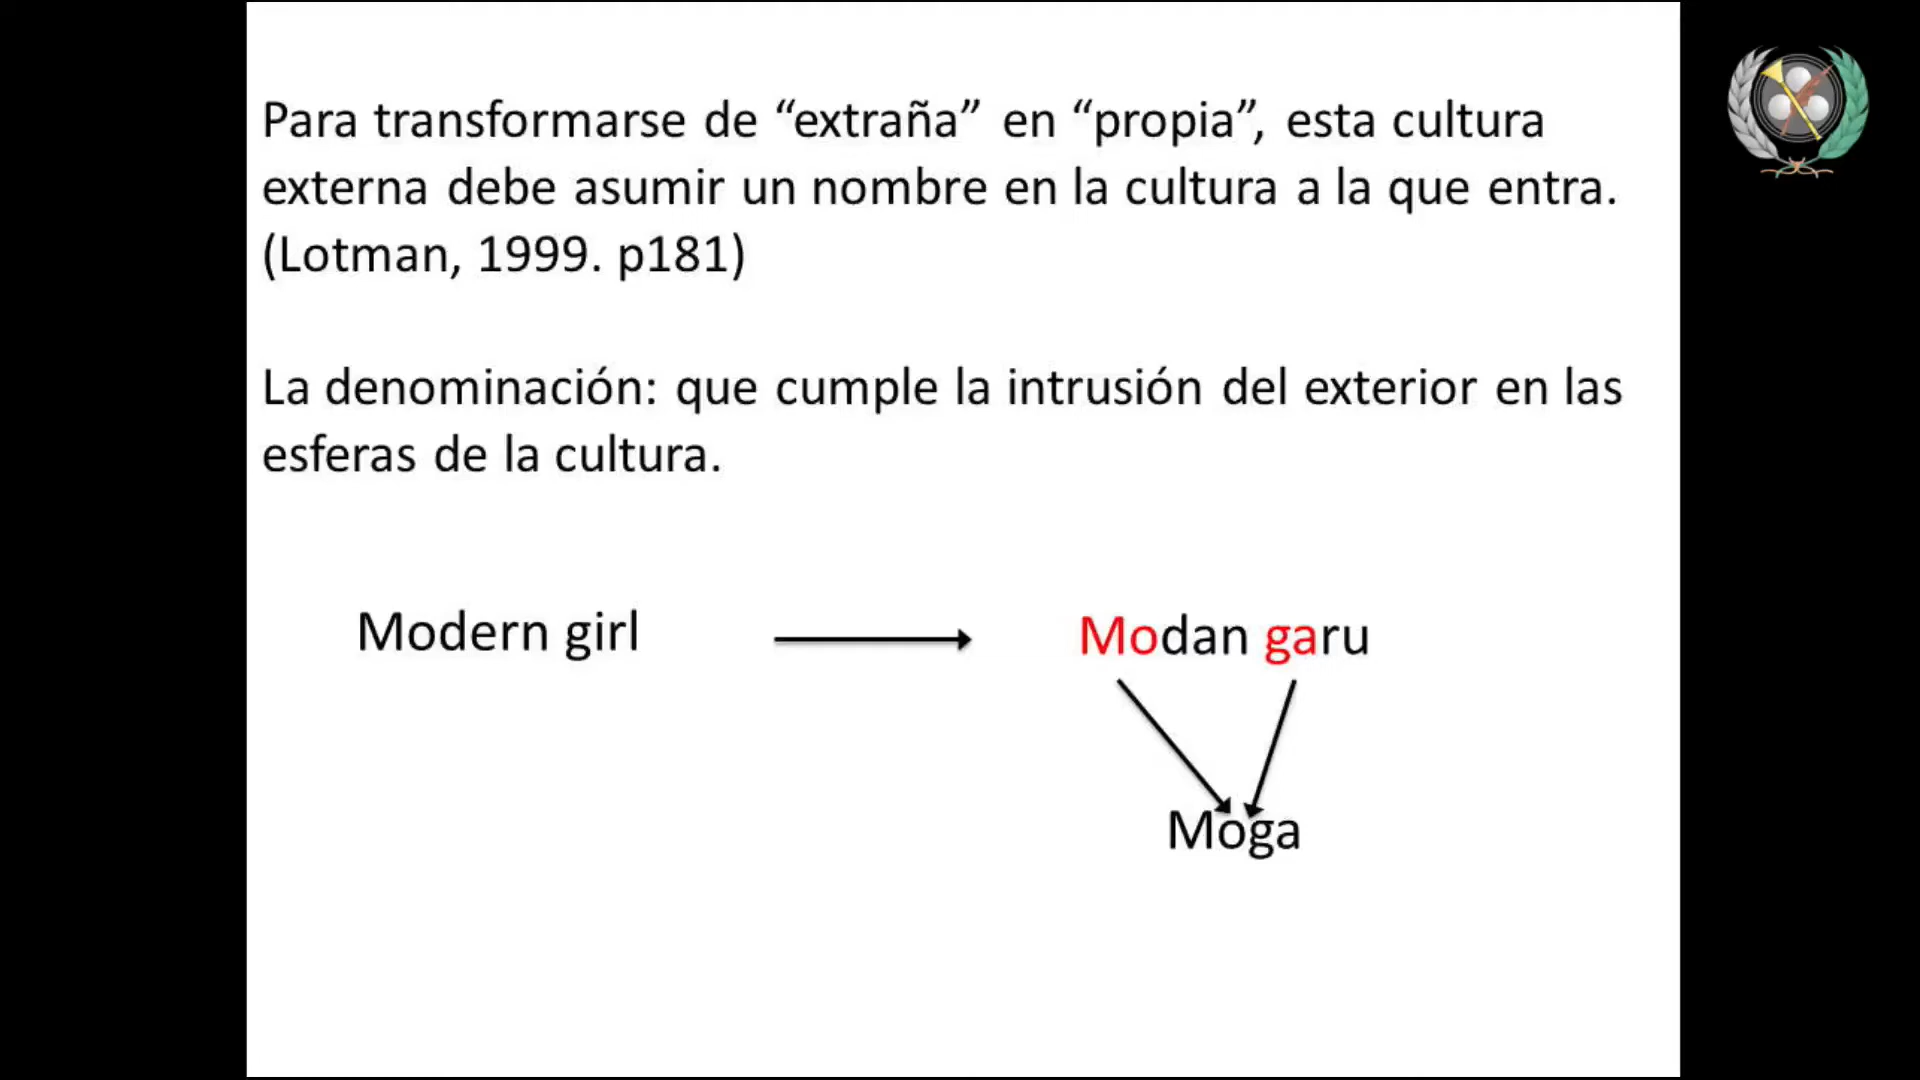 Para transformarse de “extraña” en “propia”, esta cultura
externa debe asumir un nombre en la cultura a la que entra.
(Lotman, 1999. p181)
La denominación: que cumple la intrusión del exterior en las
esferas de la cultura.
Modern girl
Modan garu
Moga